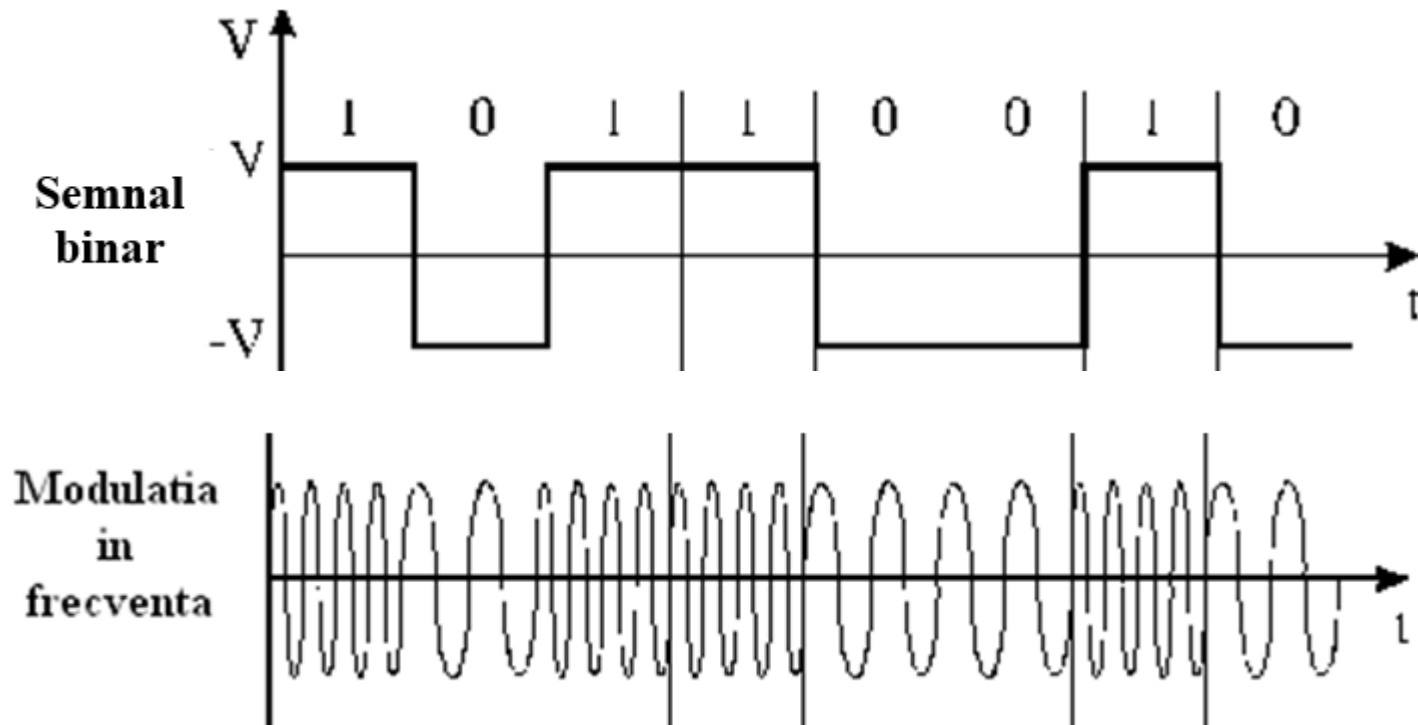 V
1 0 1 1 0 0 1 0
V
Semnal
binar
t
-V
Modulatia
in
frecventa
t